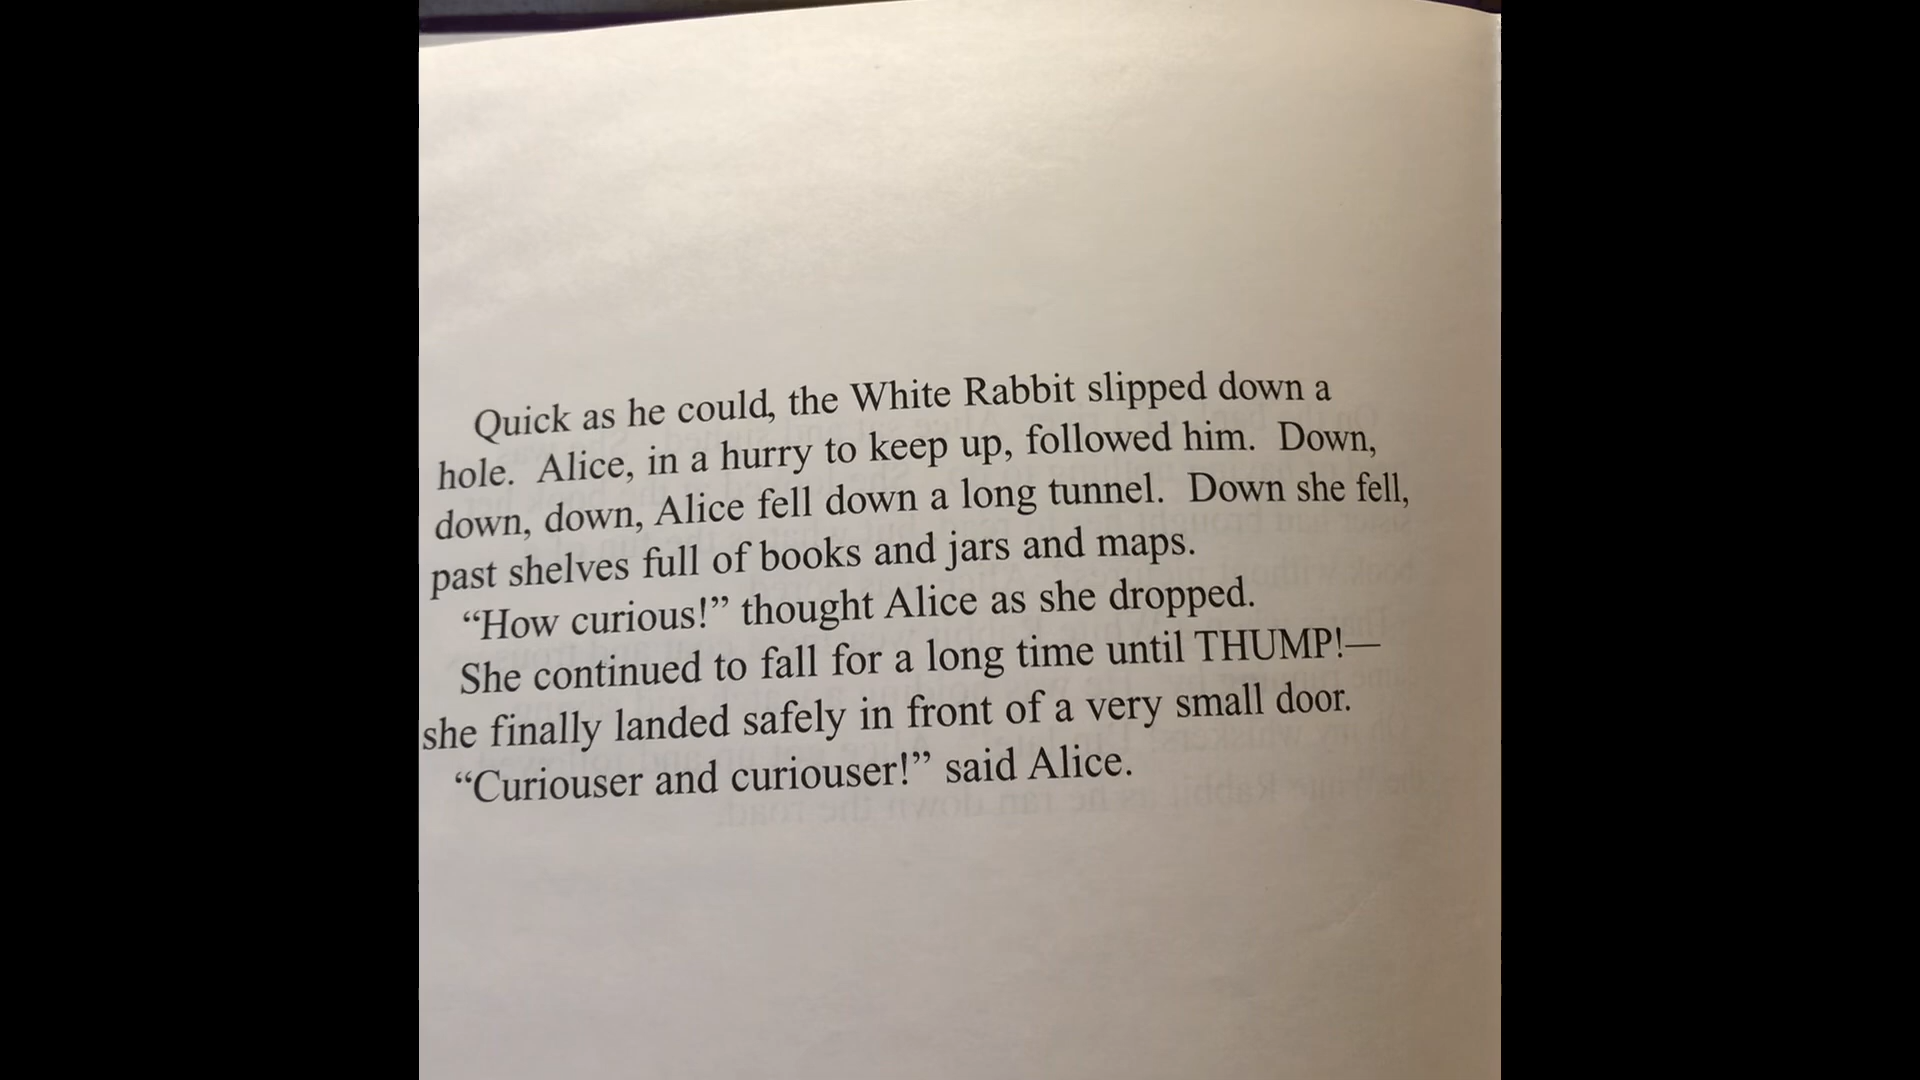 Quick as he could, the White Rabbit slipped down a
hole. Alice, in a hurry to keep up, followed him. Down,
down, down, Alice fell down a long tunnel. Down she fell,
past shelves full of books and jars and maps.
“How curious!” thought Alice as she dropped.
She continued to fall for a long time until THUMP!—
she finally landed safely in front of a very small door.
“Curiouser and curiouser!” said Alice.